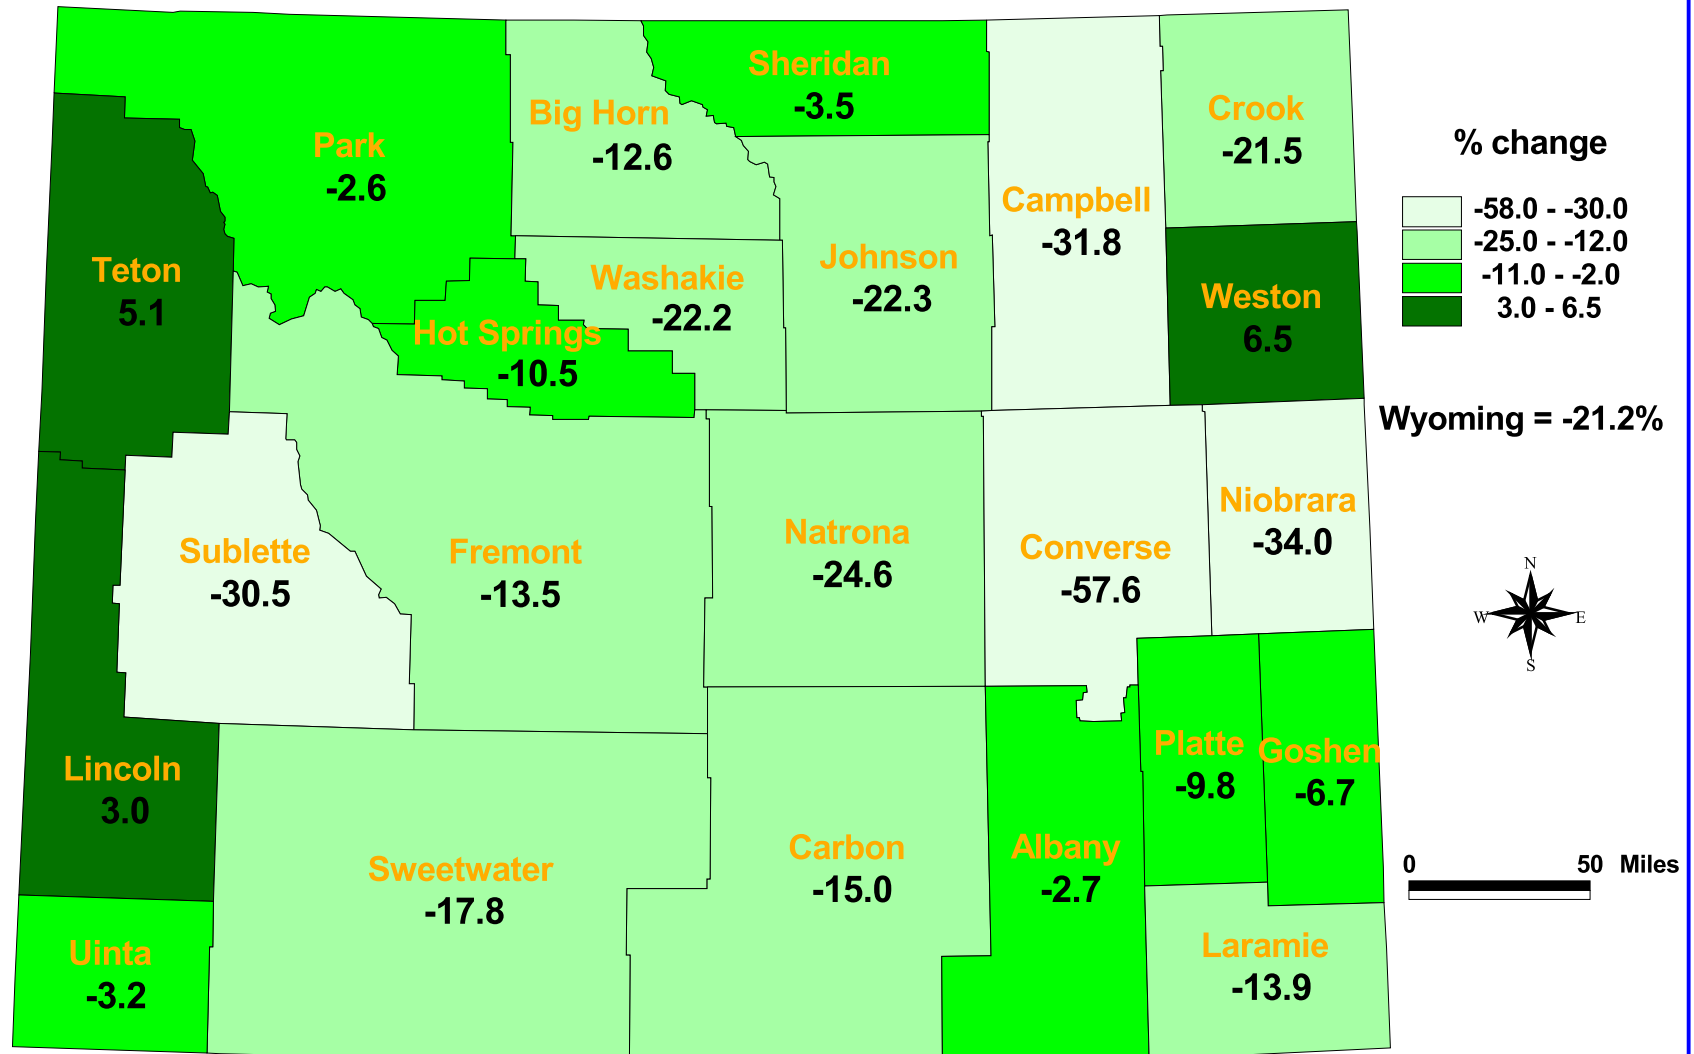 Park
-2.6
Big Horn
-12.6
Sheridan
-3.5
Campbell
-31.8
Crook
-21.5
Teton
5.1
Hot Springs
-10.5
Washakie
-22.2
Johnson
-22.3
Weston
6.5
Sublette
-30.5
Fremont
-13.5
Natrona
-24.6
Converse
-57.6
Niobrara
-34.0
Lincoln
3.0
Sweetwater
-17.8
Carbon
-15.0
Albany
-2.7
Platte
-9.8
Goshen
-6.7
Uinta
-3.2
Laramie
-13.9
% change
-58.0 - -30.0
-25.0 - -12.0
-11.0 - -2.0
3.0 - 6.5
Wyoming = -21.2%
N
W E
S
0 50 Miles